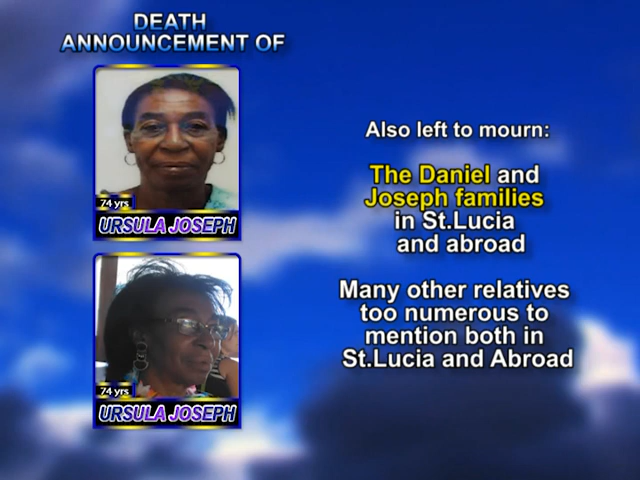 DEATH
ANNOUNCEMENT OF
74 yrs
URSULA JOSEPH
74 yrs
URSULA JOSEPH
Also left to mourn:
The Daniel and
Joseph families
in St.Lucia
and abroad
Many other relatives
too numerous to
mention both in
St.Lucia and Abroad